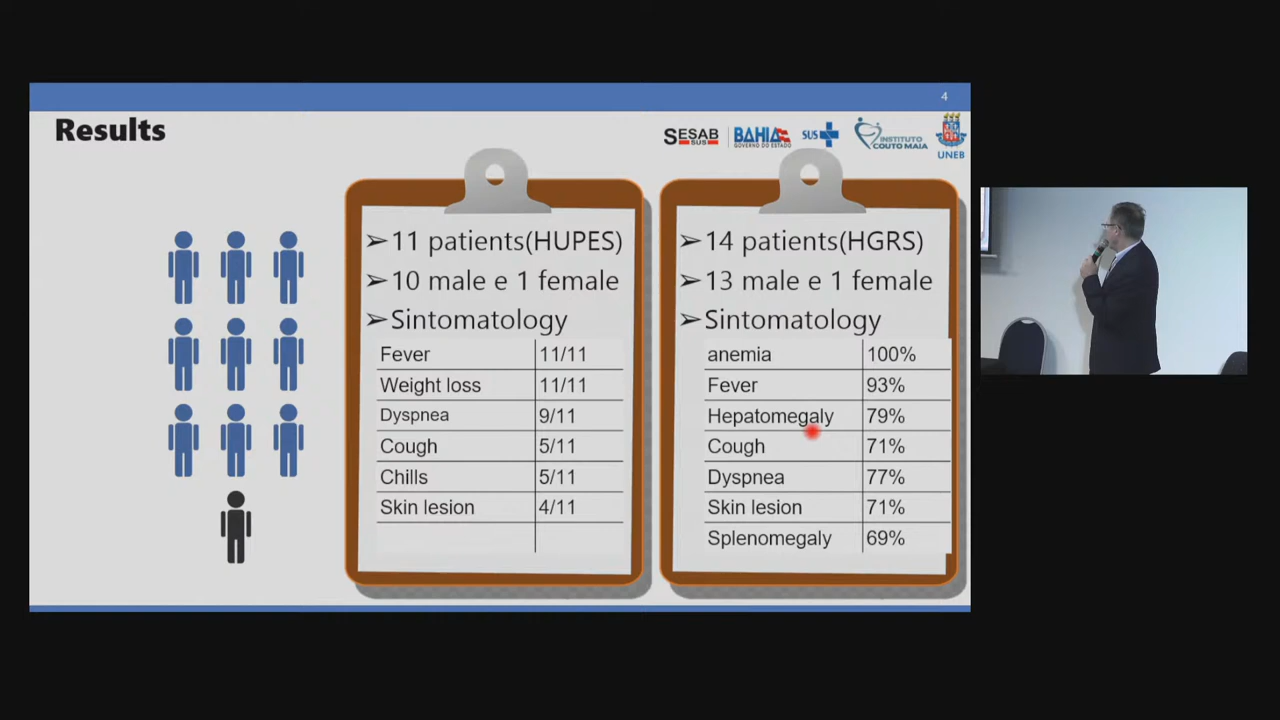 4
Results
SESAB
SUS
BAHIA
GOVERNO DO ESTADO
SUS
INSTITUTO
COUTO MAIA
UNEB
➢11 patients(HUPES)
➢10 male e 1 female
➢Sintomatology
Fever 11/11
Weight loss 11/11
Dyspnea 9/11
Cough 5/11
Chills 5/11
Skin lesion 4/11
➢14 patients(HGRS)
➢13 male e 1 female
➢Sintomatology
anemia 100%
Fever 93%
Hepatomegaly 79%
Cough 71%
Dyspnea 77%
Skin lesion 71%
Splenomegaly 69%